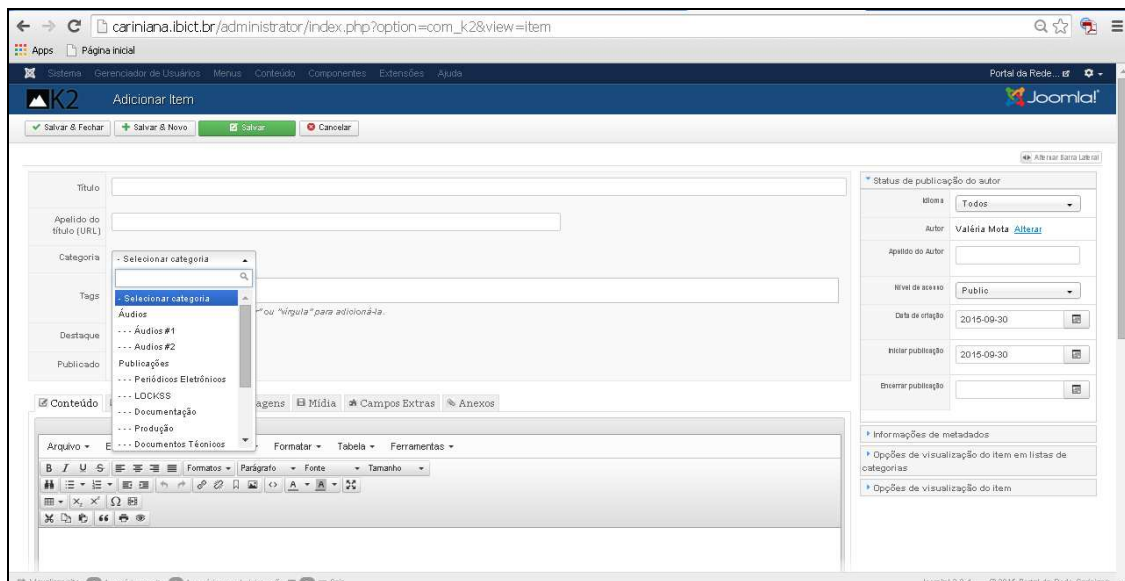 cariniana.ibict.br/administrator/index.php?option=com_k2&view=item
Apps Página inicial
Sistema Gerenciador de Usuários Menus Conteúdo Componentes Extensões Ajuda Portal da Rede...
K2 Adicionar Item Joomla!
Salvar & Fechar Salvar & Novo Salvar Cancelar
Alternar Barra Lateral
Título
Apelido do
título (URL)
Categoria - Selecionar categoria
- Selecionar categoria
Áudios
- - - Áudios #1
- - - Audios #2
Publicações
- - - Periódicos Eletrônicos
- - - LOCKSS
- - - Documentação
- - - Produção
- - - Documentos Técnicos
Tags
ou "vírgula" para adicioná-la.
Destaque
Publicado
Status de publicação do autor
Idioma Todos
Autor Valéria Mota Alterar
Apelido do Autor
Nível de acesso Public
Data de criação 2015-09-30
Iniciar publicação 2015-09-30
Encerrar publicação
Informações de metadados
Opções de visualização do item em listas de
categorias
Opções de visualização do item
Conteúdo agens Mídia Campos Extras Anexos
Arquivo E Formatar Tabela Ferramentas
B I U S Formatos Parágrafo Fonte Tamanho
A A